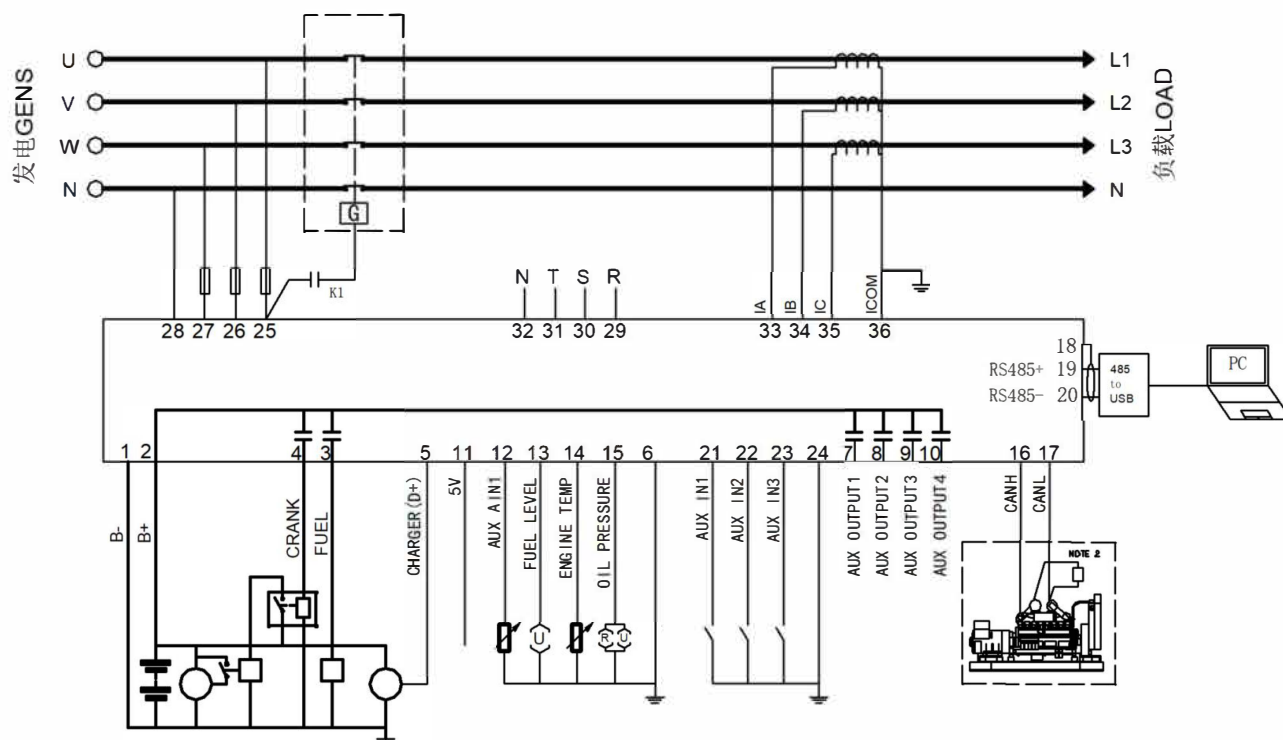 发电GENS
U
V
W
N
L1
L2
L3
N
负载LOAD
G
K1
N T S R
IA
IB
IC
ICOM
28 27 26 25
32 31 30 29
33 34 35 36
18
RS485+ 19
RS485- 20
485
to
USB
PC
1 2 4 3 5 11 12 13 14 15 6 21 22 23 24 7 8 9 10 16 17
B-
B+
CRANK
FUEL
CHARGER(D+)
5V
AUX AIN1
FUEL LEVEL
ENGINE TEMP
OIL PRESSURE
AUX IN1
AUX IN2
AUX IN3
AUX OUTPUT1
AUX OUTPUT2
AUX OUTPUT3
AUX OUTPUT4
CANH
CANL
NOTE 2
U
R
U